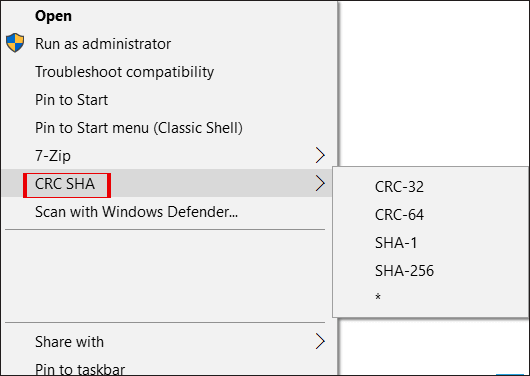 Open
Run as administrator
Troubleshoot compatibility
Pin to Start
Pin to Start menu (Classic Shell)
7-Zip
CRC SHA
Scan with Windows Defender...
Share with
Pin to taskbar
CRC-32
CRC-64
SHA-1
SHA-256
*